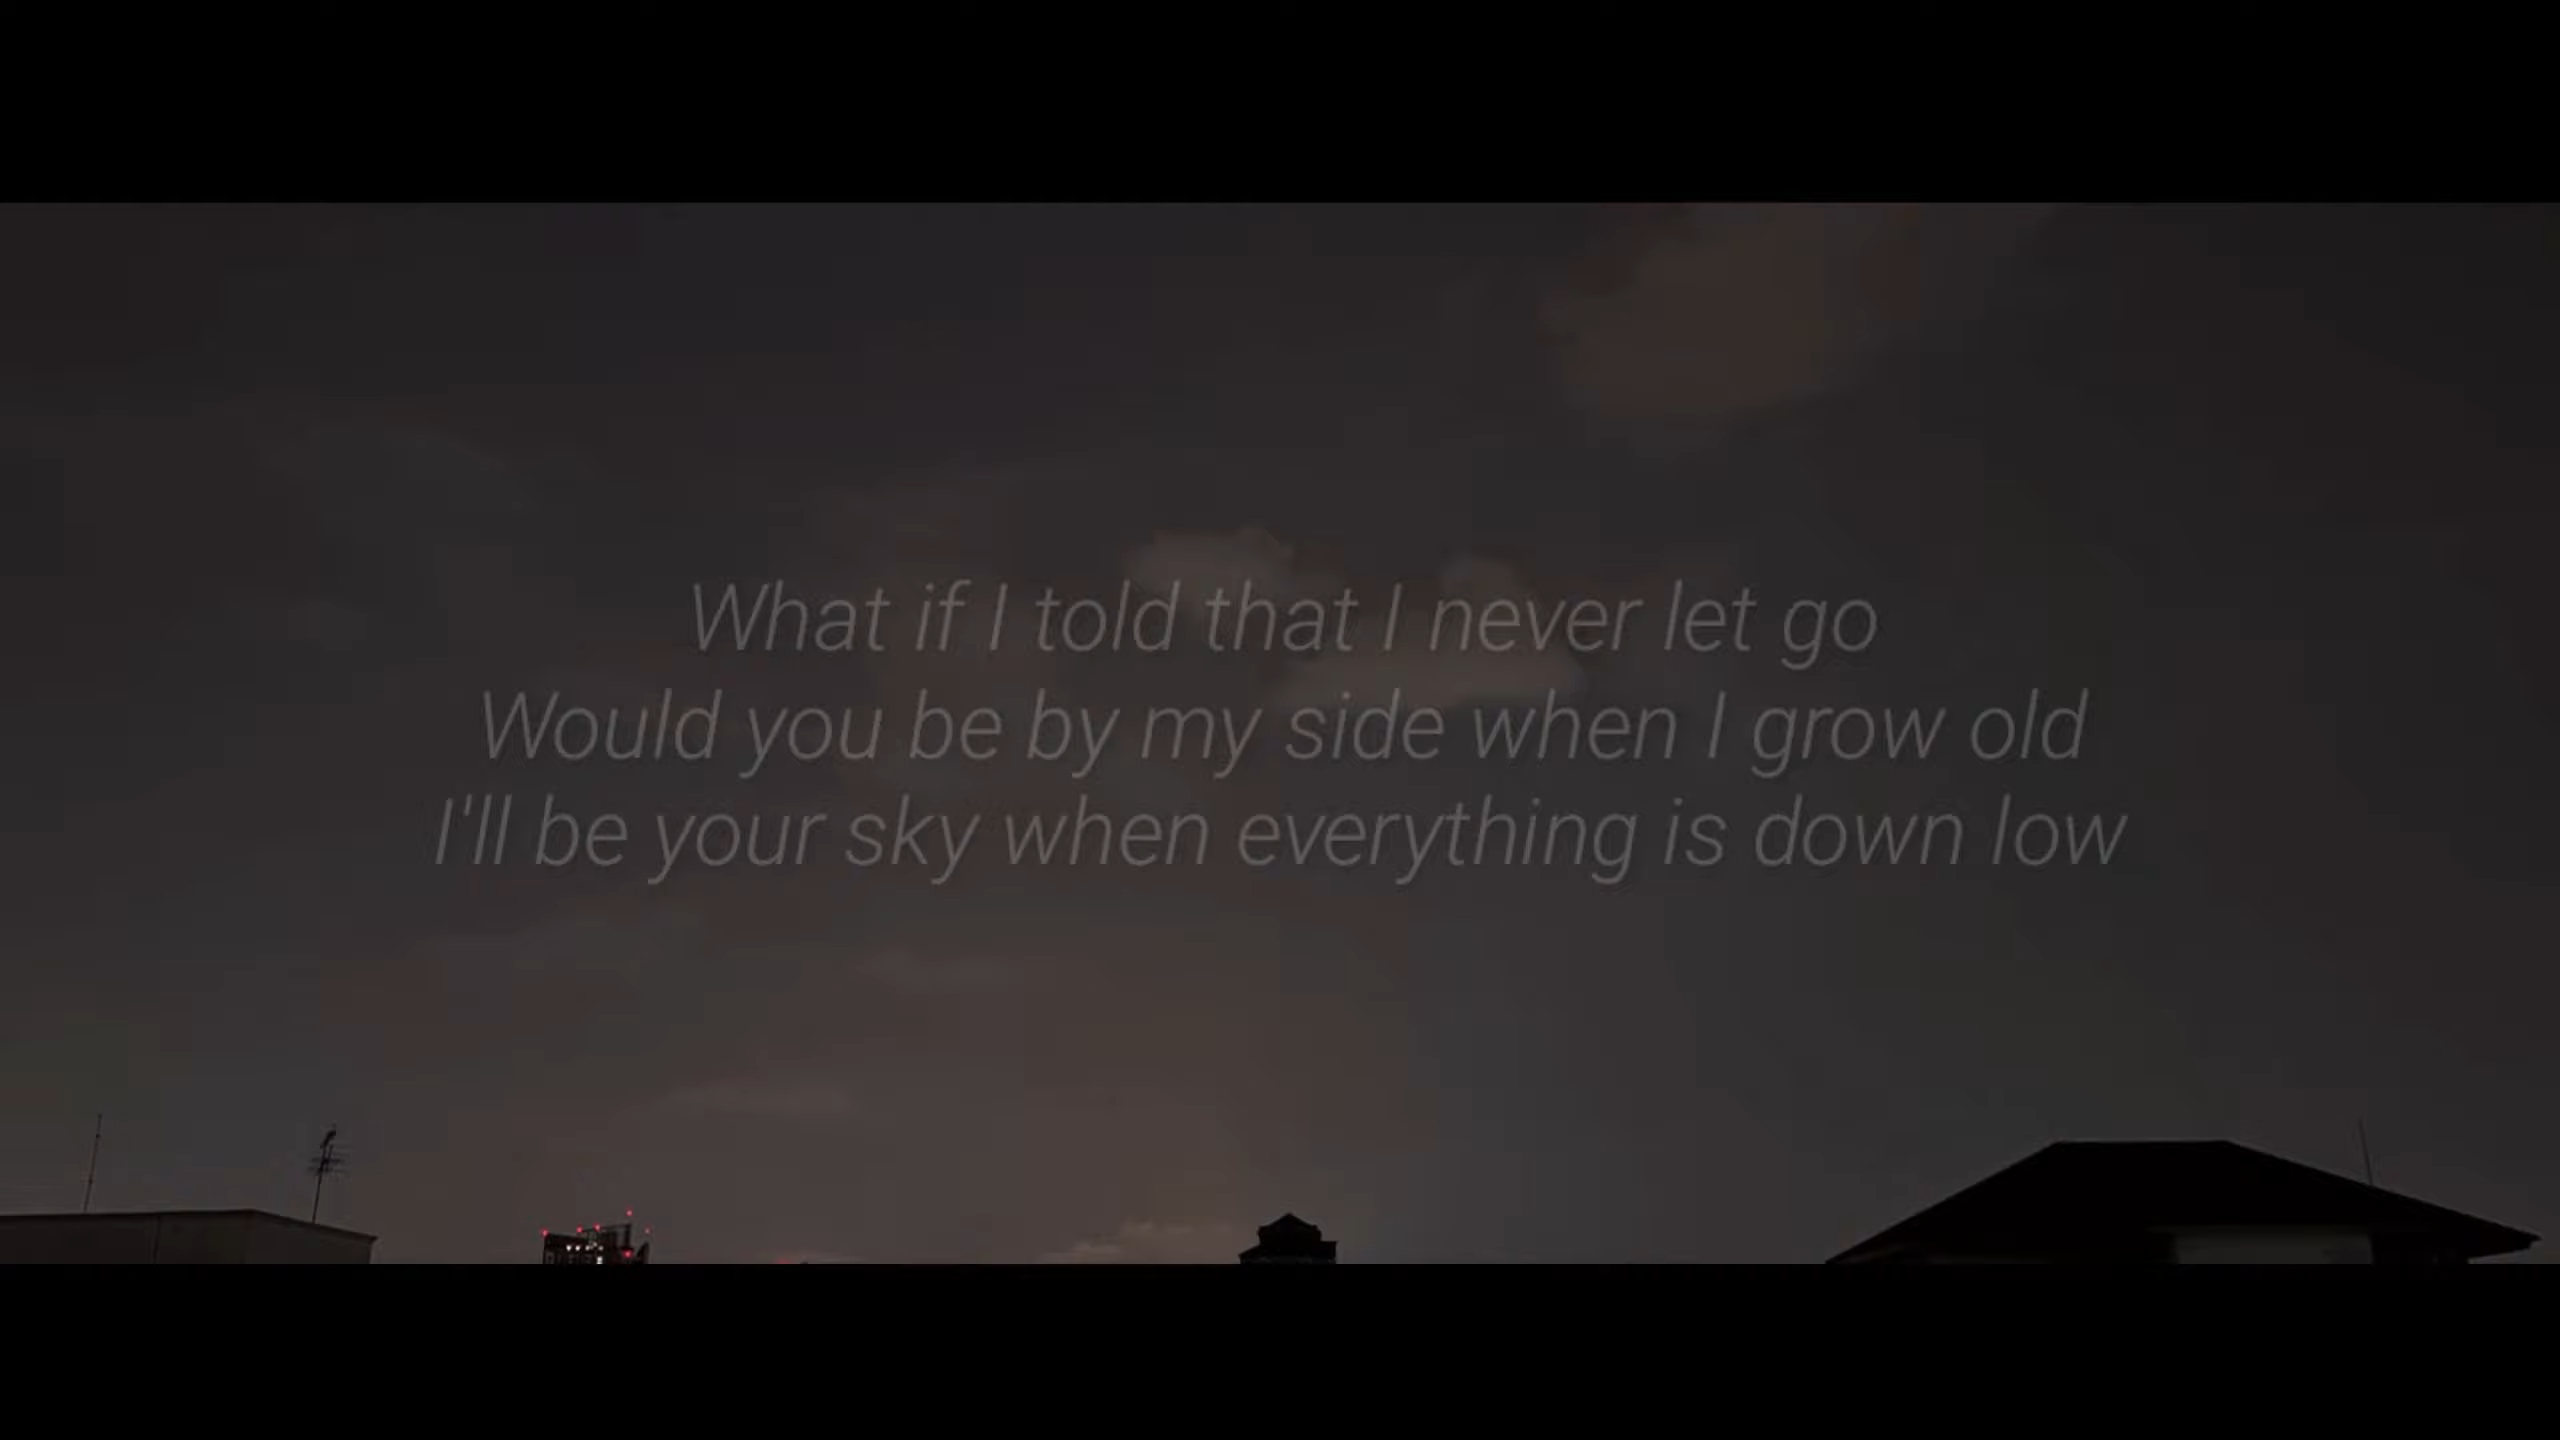 What if I told that I never let go
Would you be by my side when I grow old
I'll be your sky when everything is down low